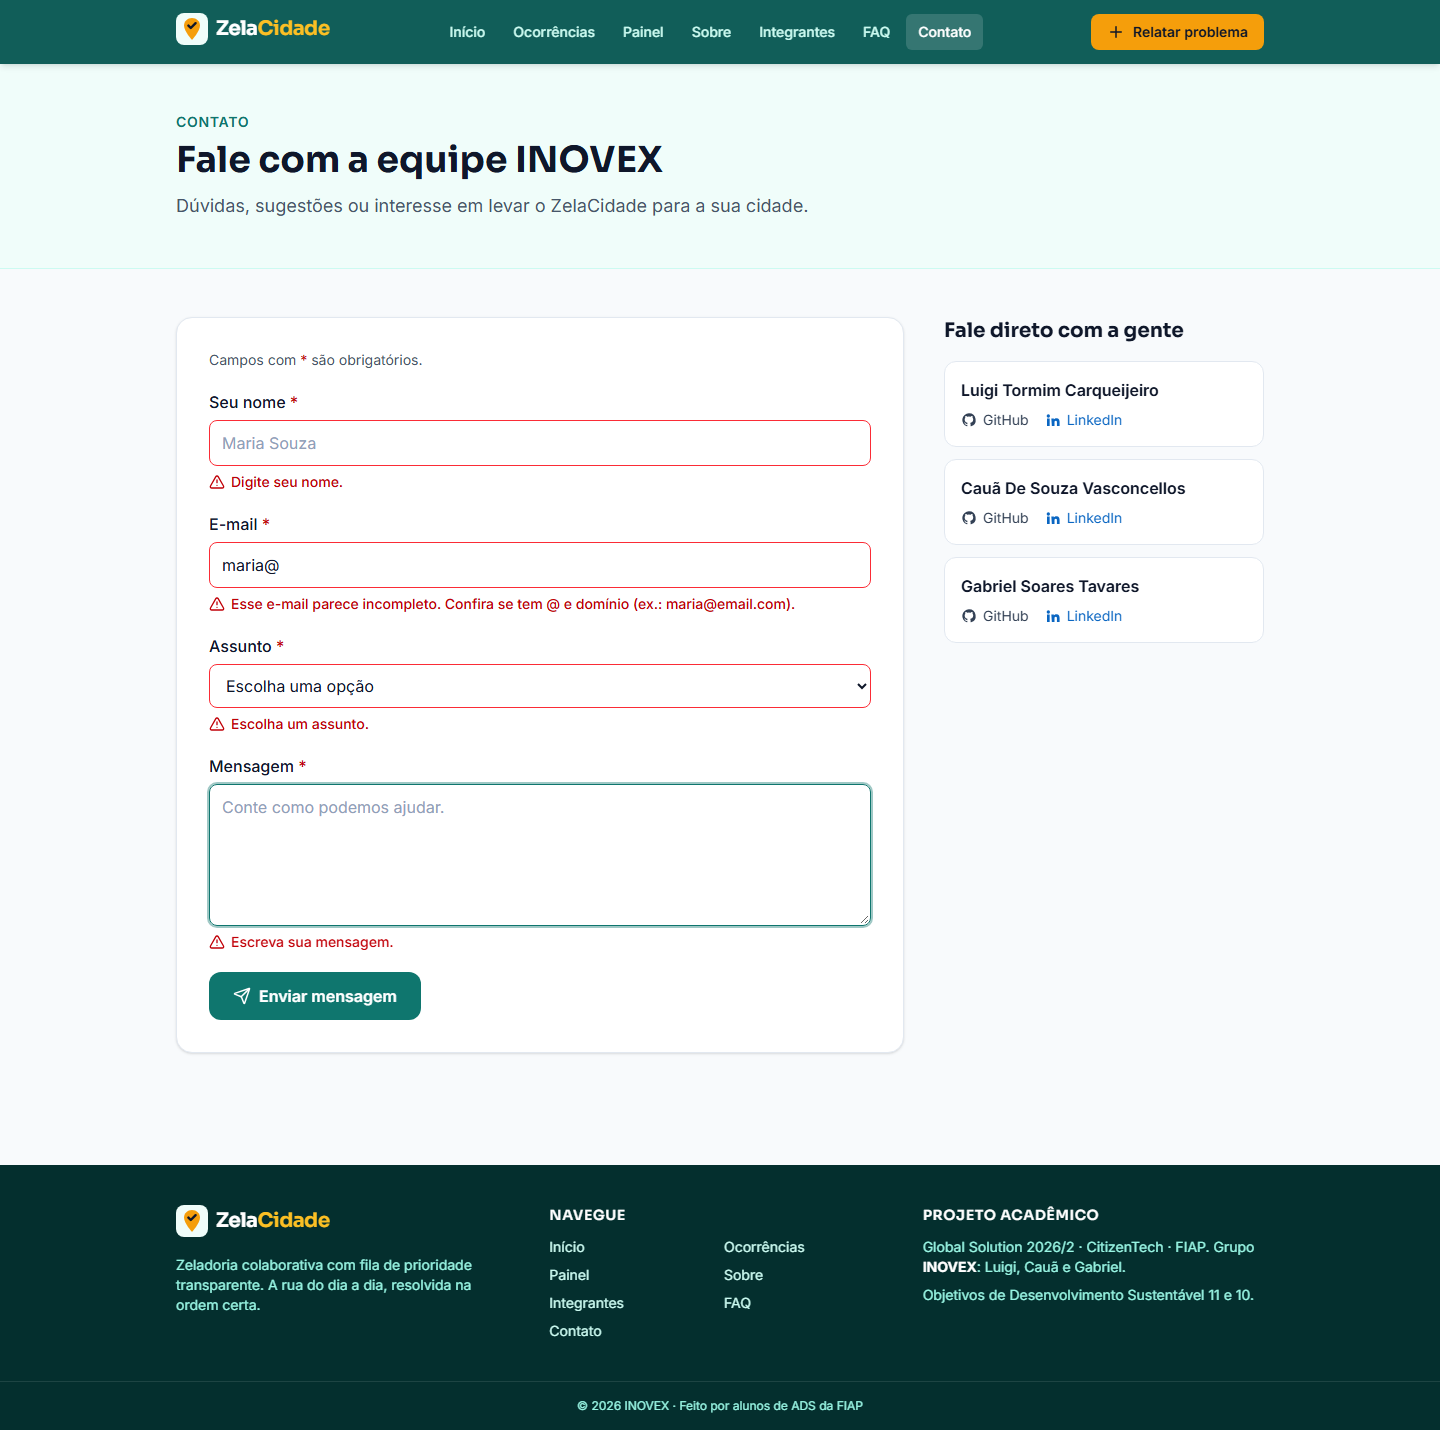 ZelaCidade
Início
Ocorrências
Painel
Sobre
Integrantes
FAQ
Contato
Relatar problema
CONTATO
Fale com a equipe INOVEX
Dúvidas, sugestões ou interesse em levar o ZelaCidade para a sua cidade.
Campos com * são obrigatórios.
Seu nome *
Maria Souza
Digite seu nome.
E-mail *
maria@
Esse e-mail parece incompleto. Confira se tem @ e domínio (ex.: maria@email.com).
Assunto *
Escolha uma opção
Escolha um assunto.
Mensagem *
Conte como podemos ajudar.
Escreva sua mensagem.
Enviar mensagem
Fale direto com a gente
Luigi Tormim Carqueijeiro
GitHub
LinkedIn
Cauã De Souza Vasconcellos
GitHub
LinkedIn
Gabriel Soares Tavares
GitHub
LinkedIn
ZelaCidade
Zeladoria colaborativa com fila de prioridade
transparente. A rua do dia a dia, resolvida na
ordem certa.
NAVEGUE
Início
Ocorrências
Painel
Sobre
Integrantes
FAQ
Contato
PROJETO ACADÊMICO
Global Solution 2026/2 · CitizenTech · FIAP. Grupo
INOVEX: Luigi, Cauã e Gabriel.
Objetivos de Desenvolvimento Sustentável 11 e 10.
© 2026 INOVEX · Feito por alunos de ADS da FIAP